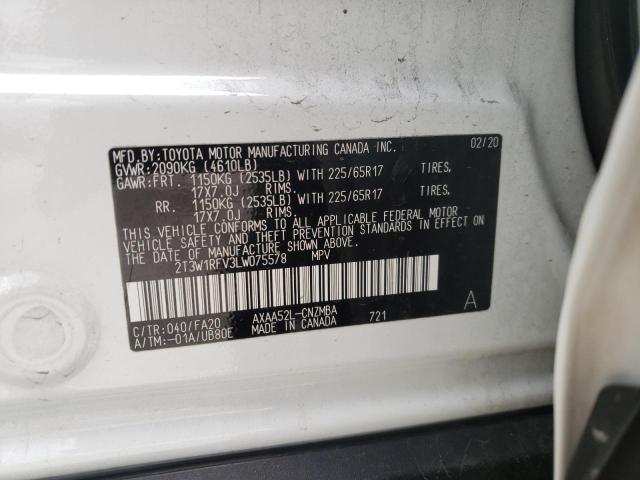 MFD.BY:TOYOTA MOTOR MANUFACTURING CANADA INC. 02/20
GVWR:2090KG (4610LB)
GAWR:FRT. 1150KG (2535LB) WITH 225/65R17 TIRES,
17X7.0J RIMS.
RR. 1150KG (2535LB) WITH 225/65R17 TIRES,
17X7.0J RIMS.
THIS VEHICLE CONFORMS TO ALL APPLICABLE FEDERAL MOTOR
VEHICLE SAFETY AND THEFT PREVENTION STANDARDS IN EFFECT ON
THE DATE OF MANUFACTURE SHOWN ABOVE.
2T3W1RFV3LW075578 MPV
A
C/TR:040/FA20 AXAA52L-CNZMBA 721
A/TM:-01A/UB80E MADE IN CANADA